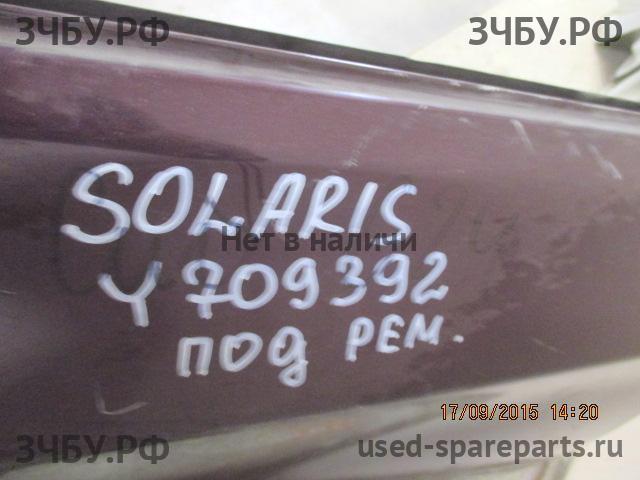 ЗЧБУ.РФ ЗЧБУ.РФ
SOLARIS
Нет в наличии
У709392
под РЕМ.
17/09/2015 14:20
ЗЧБУ.РФ used-spareparts.ru